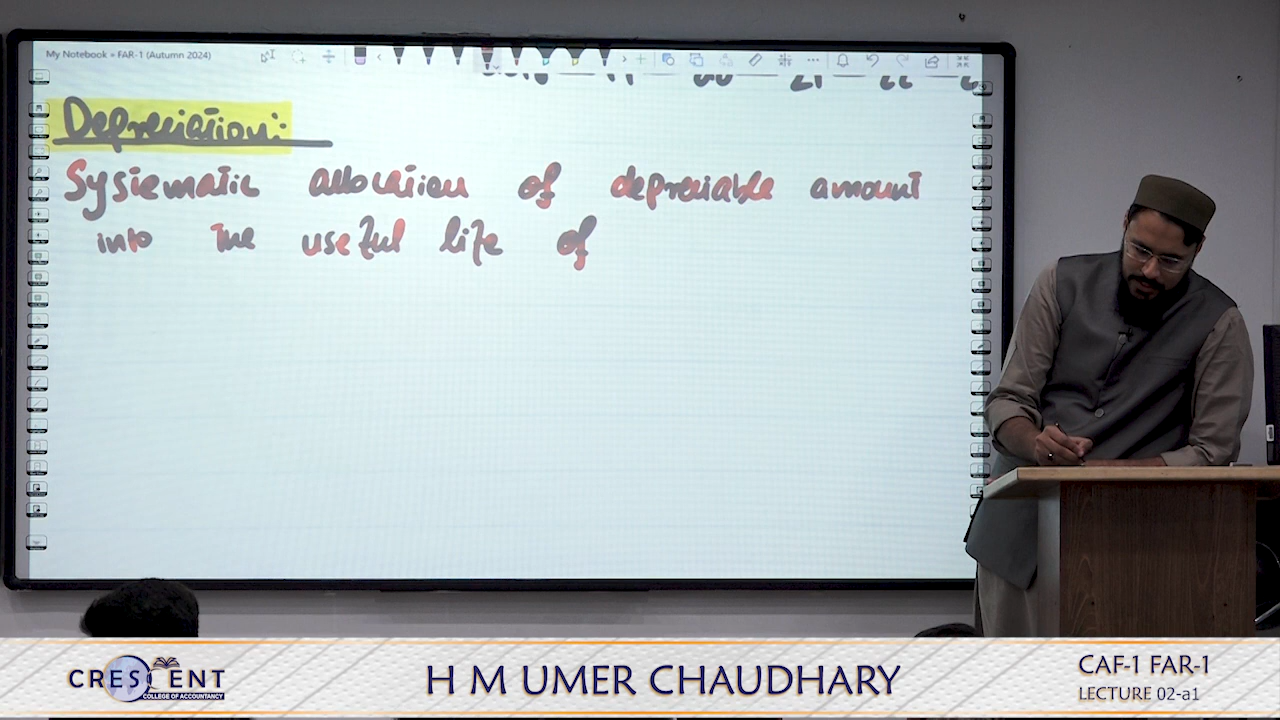 My Notebook » FAR-1 (Autumn 2024)
Depreciation:
Systematic allocation of depreciable amount
into the useful life of
CRESCENT
COLLEGE OF ACCOUNTANCY
H M UMER CHAUDHARY
CAF-1 FAR-1
LECTURE 02-a1